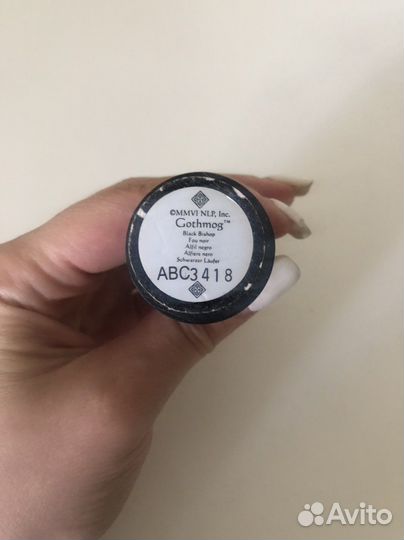 ©MMVI NLP, Inc.
Gothmog™
Black Bishop
Fou noir
Alfil negro
Alfiere nero
Schwarzer Läufer
ABC3418
Avito